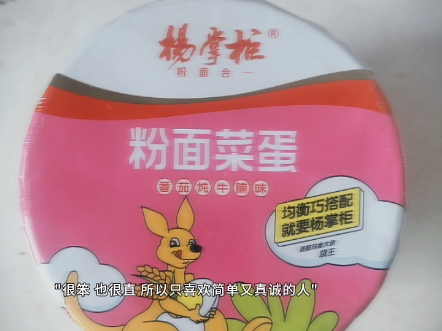 杨掌柜®
粉面合一
粉面菜蛋
番茄炖牛腩味
均衡巧搭配
就要杨掌柜
袋王
"很笨 也很直 所以只喜欢简单又真诚的人"